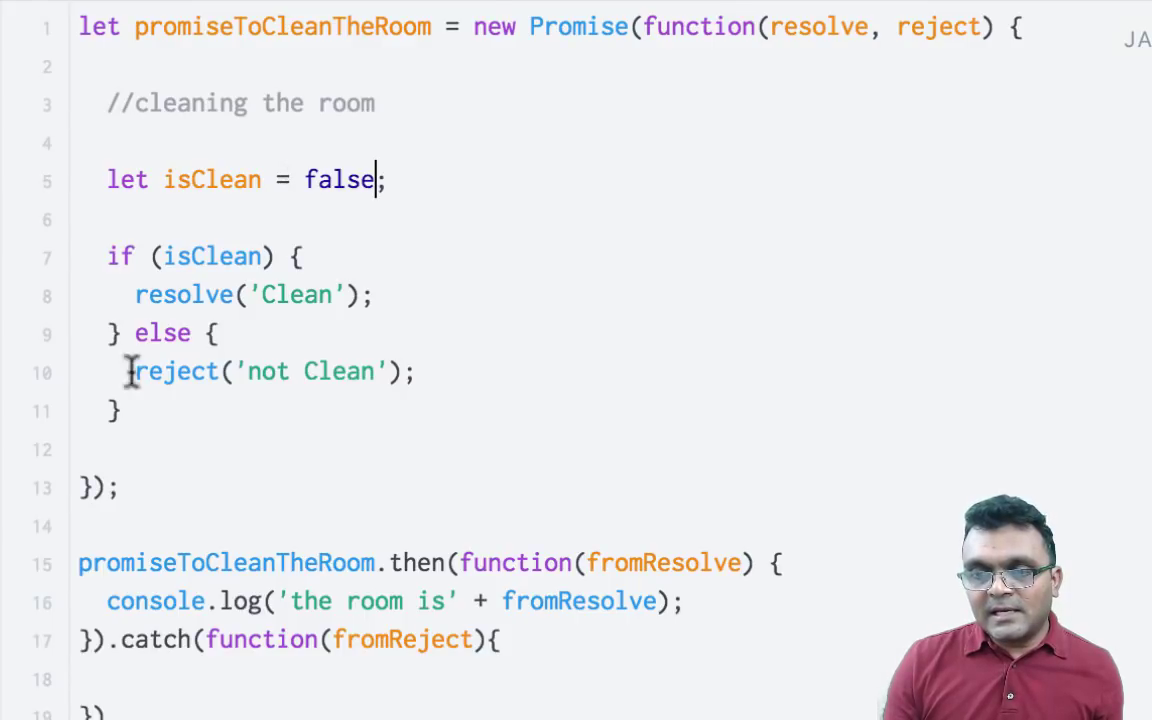 1 let promiseToCleanTheRoom = new Promise(function(resolve, reject) {
JA
2
3 //cleaning the room
4
5 let isClean = false;
6
7 if (isClean) {
8 resolve('Clean');
9 } else {
10 reject('not Clean');
11 }
12
13 });
14
15 promiseToCleanTheRoom.then(function(fromResolve) {
16 console.log('the room is' + fromResolve);
17 }).catch(function(fromReject){
18
19 })